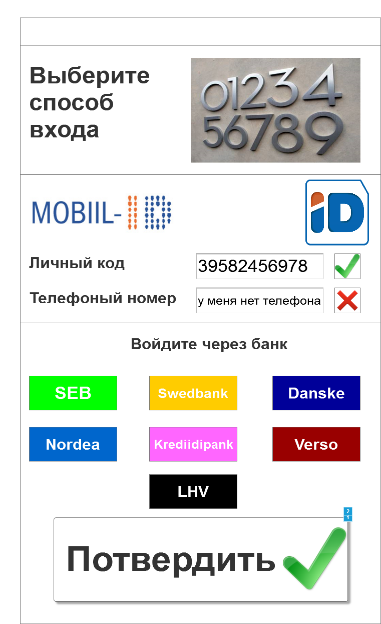 Выберите
способ
входа
01234
56789
MOBIIL-ID
iD
Личный код
39582456978
Телефоный номер
у меня нет телефона
Войдите через банк
SEB
Swedbank
Danske
Nordea
Krediidipank
Verso
LHV
Потвердить